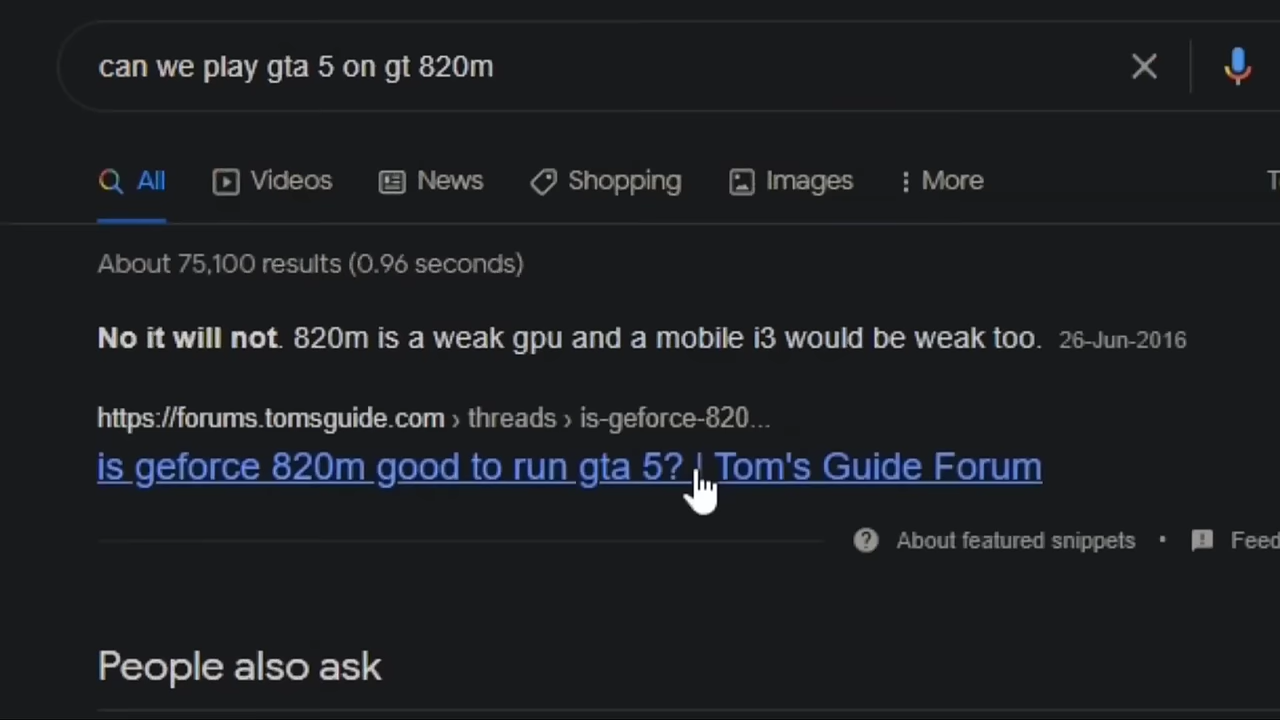 can we play gta 5 on gt 820m
All Videos News Shopping Images More T
About 75,100 results (0.96 seconds)
No it will not. 820m is a weak gpu and a mobile i3 would be weak too. 26-Jun-2016
https://forums.tomsguide.com › threads › is-geforce-820...
is geforce 820m good to run gta 5? | Tom's Guide Forum
About featured snippets • Feed
People also ask